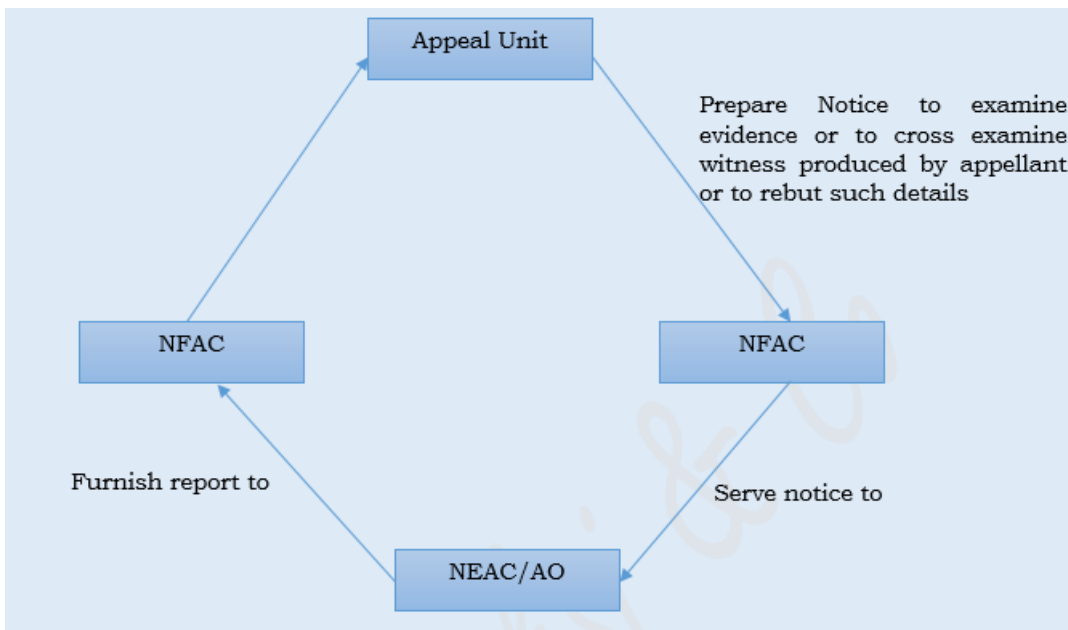 Appeal Unit
Prepare Notice to examine
evidence or to cross examine
witness produced by appellant
or to rebut such details
NFAC
NFAC
Furnish report to
Serve notice to
NEAC/AO